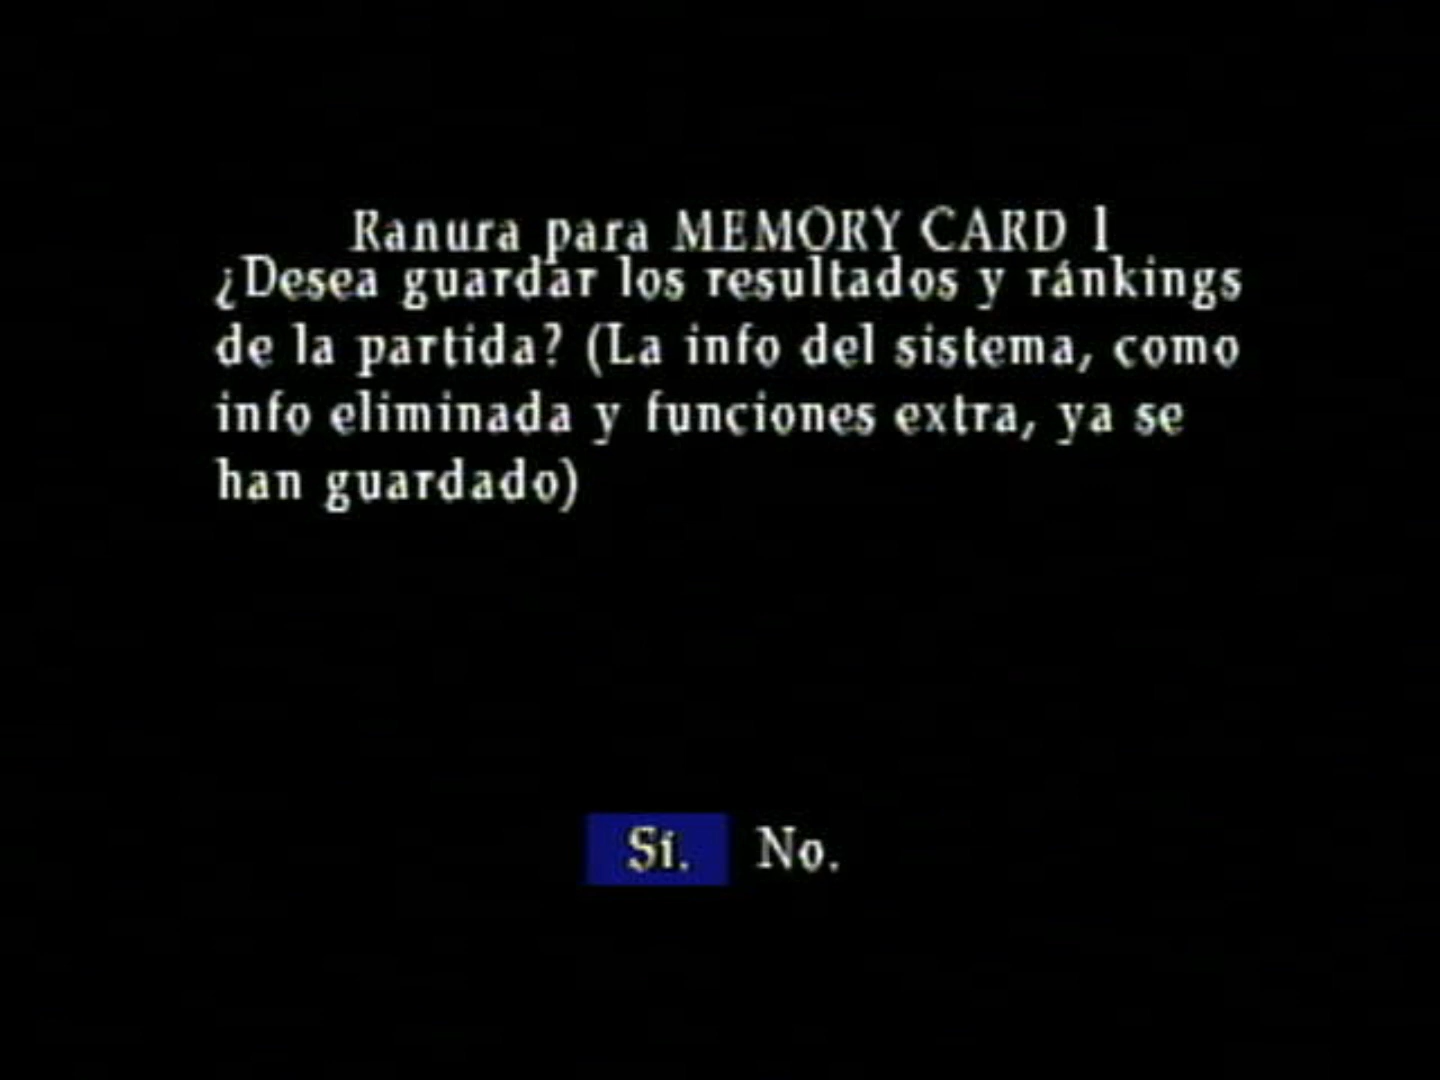 Ranura para MEMORY CARD 1
¿Desea guardar los resultados y ránkings
de la partida? (La info del sistema, como
info eliminada y funciones extra, ya se
han guardado)
Sí. No.